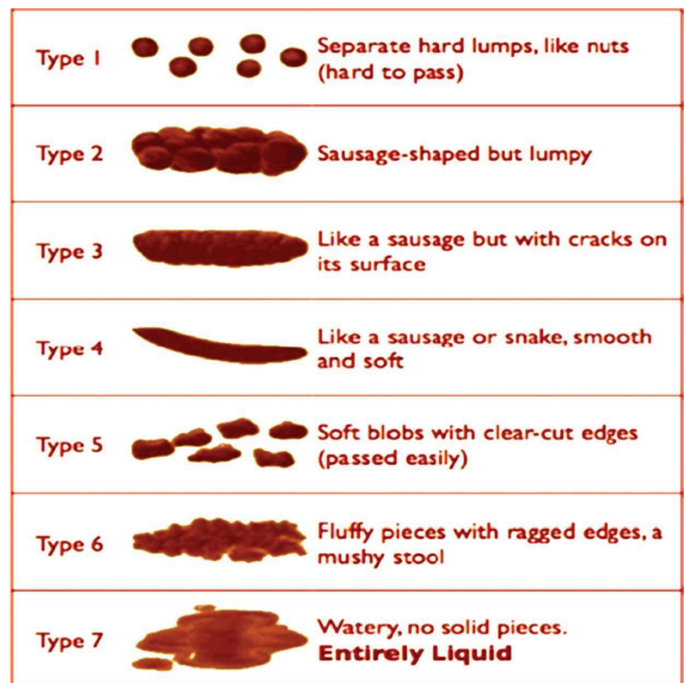 Type 1
Separate hard lumps, like nuts
(hard to pass)
Type 2
Sausage-shaped but lumpy
Type 3
Like a sausage but with cracks on
its surface
Type 4
Like a sausage or snake, smooth
and soft
Type 5
Soft blobs with clear-cut edges
(passed easily)
Type 6
Fluffy pieces with ragged edges, a
mushy stool
Type 7
Watery, no solid pieces.
Entirely Liquid